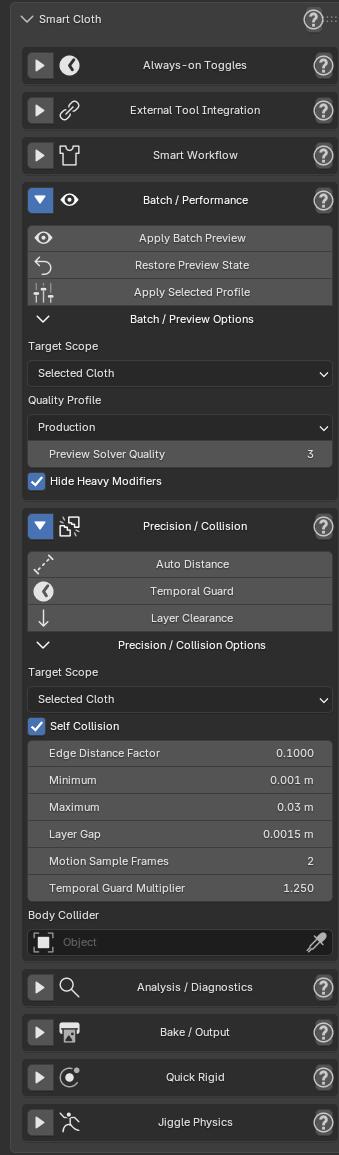 Smart Cloth
Always-on Toggles
External Tool Integration
Smart Workflow
Batch / Performance
Apply Batch Preview
Restore Preview State
Apply Selected Profile
Batch / Preview Options
Target Scope
Selected Cloth
Quality Profile
Production
Preview Solver Quality 3
Hide Heavy Modifiers
Precision / Collision
Auto Distance
Temporal Guard
Layer Clearance
Precision / Collision Options
Target Scope
Selected Cloth
Self Collision
Edge Distance Factor 0.1000
Minimum 0.001 m
Maximum 0.03 m
Layer Gap 0.0015 m
Motion Sample Frames 2
Temporal Guard Multiplier 1.250
Body Collider
Object
Analysis / Diagnostics
Bake / Output
Quick Rigid
Jiggle Physics